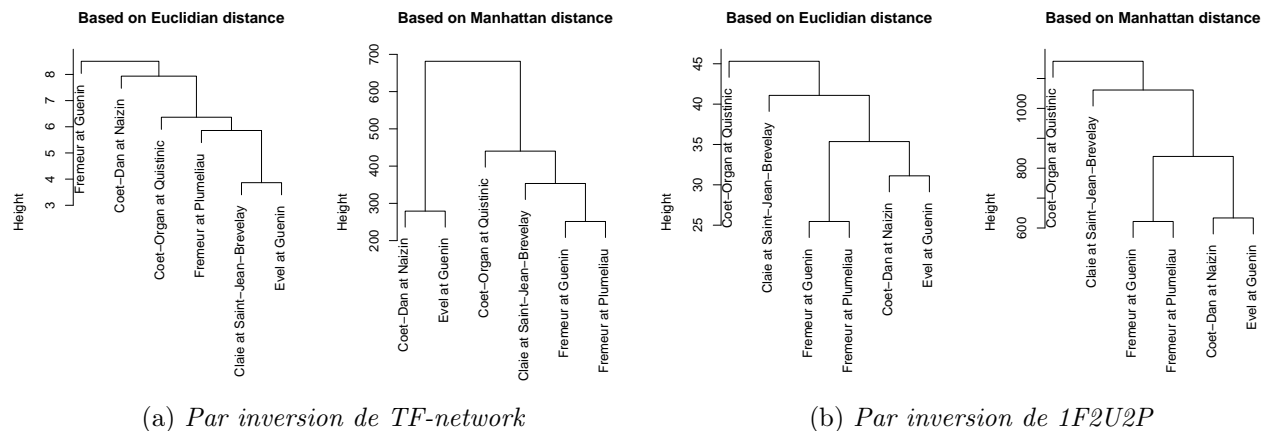 Based on Euclidian distance
Height
3
4
5
6
7
8
Fremeur at Guenin
Coet−Dan at Naizin
Coet−Organ at Quistinic
Fremeur at Plumeliau
Claie at Saint−Jean−Brevelay
Evel at Guenin
Based on Manhattan distance
Height
200
300
400
500
600
700
Coet−Dan at Naizin
Evel at Guenin
Coet−Organ at Quistinic
Claie at Saint−Jean−Brevelay
Fremeur at Guenin
Fremeur at Plumeliau
(a) Par inversion de TF-network
Based on Euclidian distance
Height
25
30
35
40
45
Coet−Organ at Quistinic
Claie at Saint−Jean−Brevelay
Fremeur at Guenin
Fremeur at Plumeliau
Coet−Dan at Naizin
Evel at Guenin
Based on Manhattan distance
Height
600
800
1000
Coet−Organ at Quistinic
Claie at Saint−Jean−Brevelay
Fremeur at Guenin
Fremeur at Plumeliau
Coet−Dan at Naizin
Evel at Guenin
(b) Par inversion de 1F2U2P